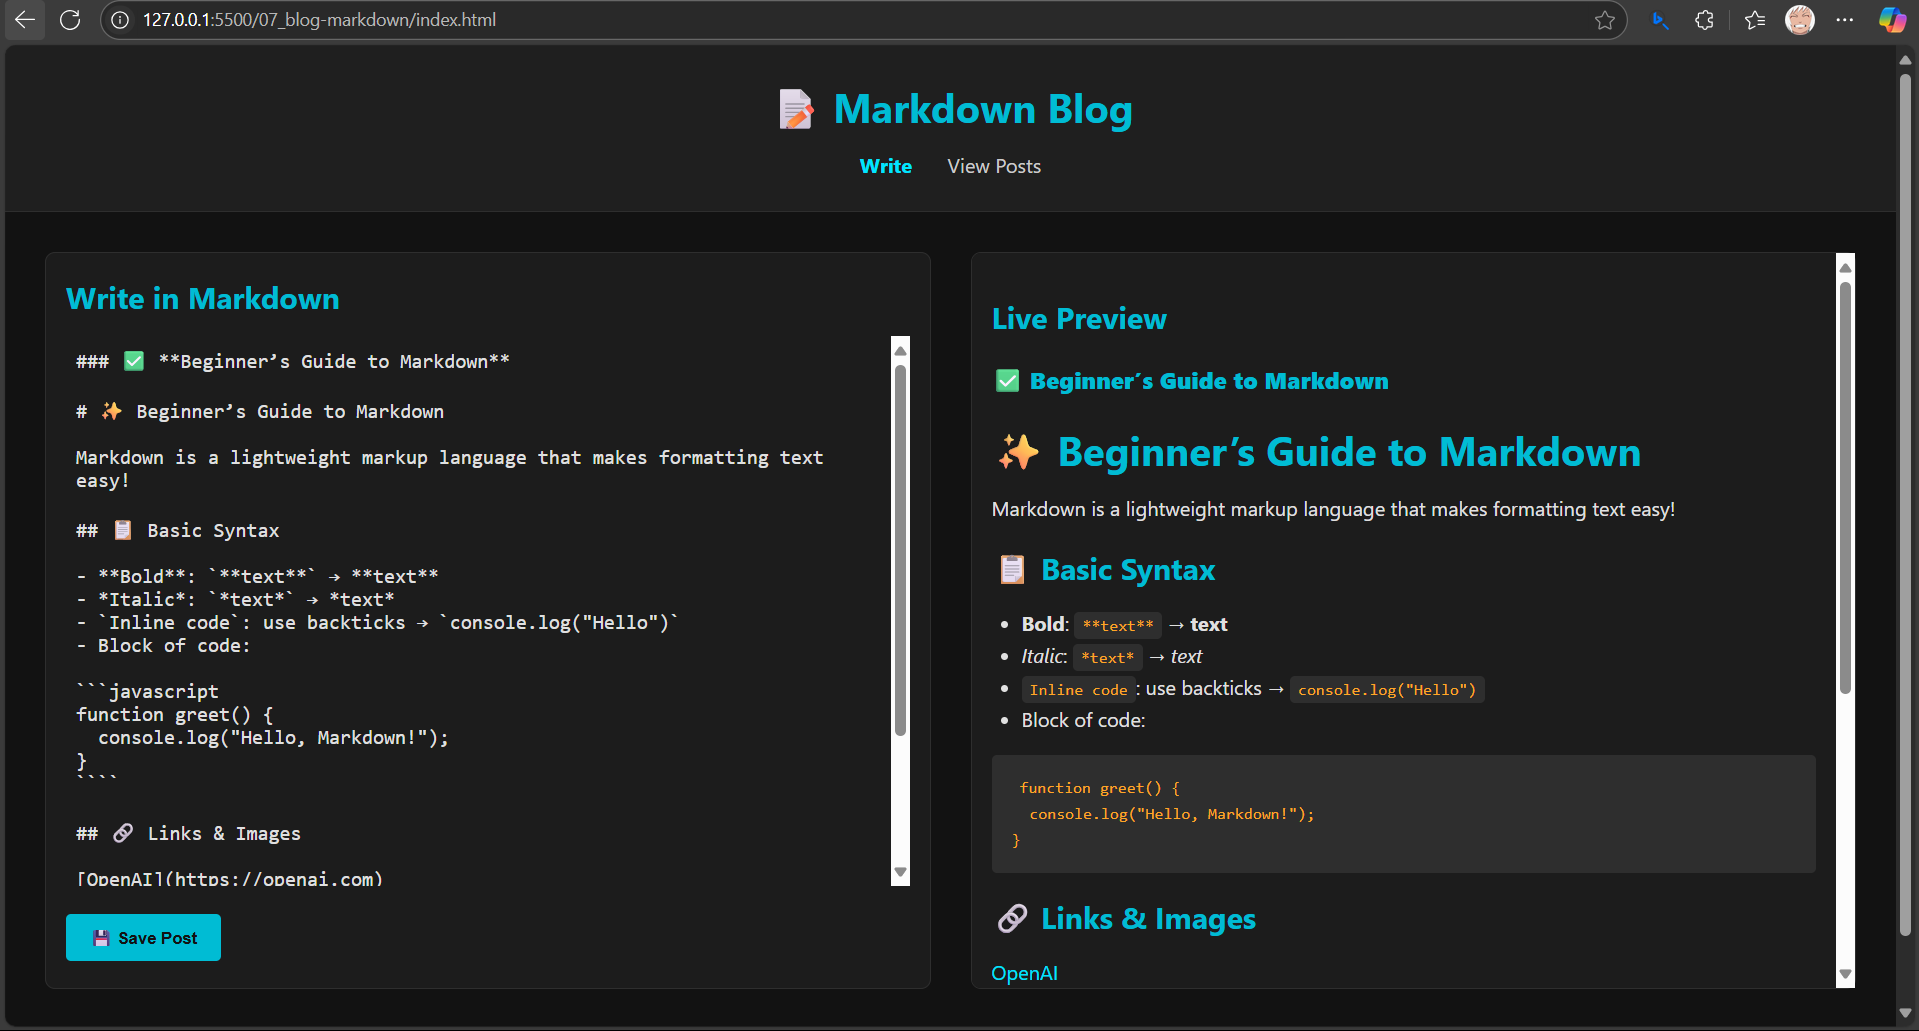 127.0.0.1:5500/07_blog-markdown/index.html
📝 Markdown Blog
Write View Posts
Write in Markdown
### ✅ **Beginner’s Guide to Markdown**
# ✨ Beginner’s Guide to Markdown
Markdown is a lightweight markup language that makes formatting text
easy!
## 📋 Basic Syntax
- **Bold**: `**text**` → **text**
- *Italic*: `*text*` → *text*
- `Inline code`: use backticks → `console.log("Hello")`
- Block of code:
```javascript
function greet() {
  console.log("Hello, Markdown!");
}
````
## 🔗 Links & Images
[OpenAI](https://openai.com)
💾 Save Post
Live Preview
✅ Beginner’s Guide to Markdown
✨ Beginner’s Guide to Markdown
Markdown is a lightweight markup language that makes formatting text easy!
📋 Basic Syntax
• Bold: **text** → text
• Italic: *text* → text
• Inline code: use backticks → console.log("Hello")
• Block of code:
function greet() {
  console.log("Hello, Markdown!");
}
🔗 Links & Images
OpenAI